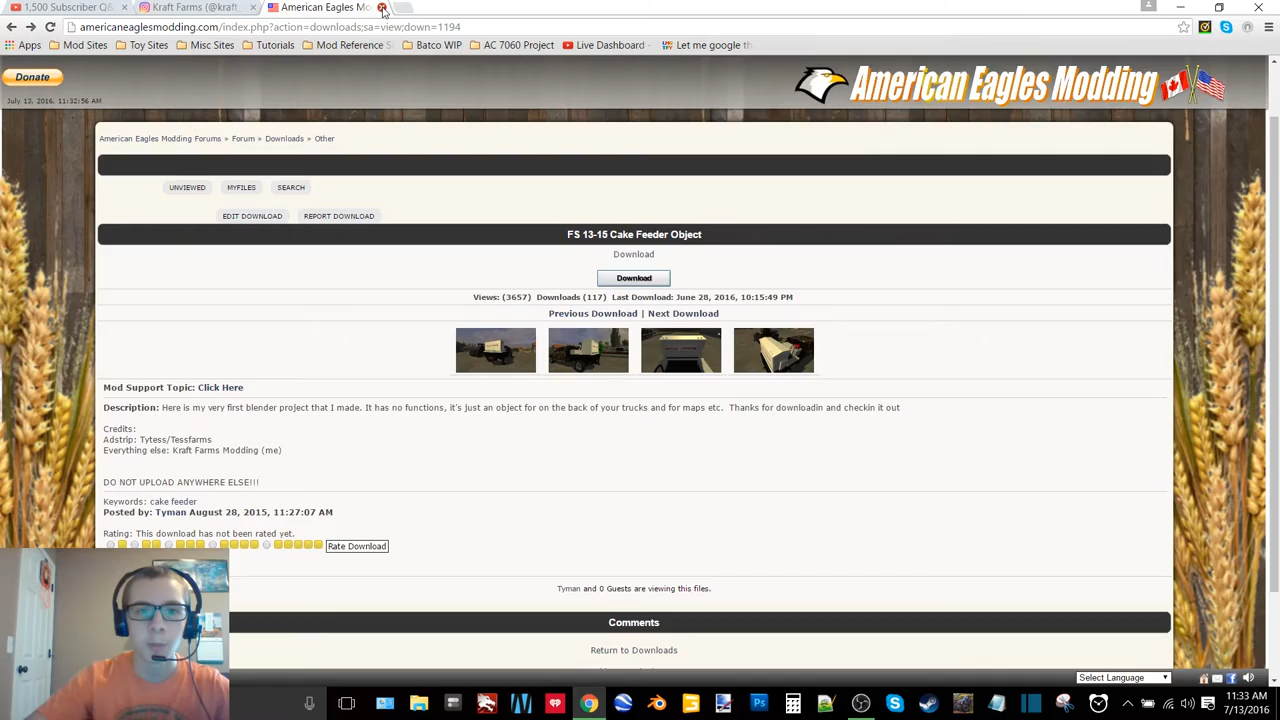 1,500 Subscriber Q&
Kraft Farms (@kraft_
American Eagles Mo
americaneaglesmodding.com/index.php?action=downloads;sa=view;down=1194
Apps
Mod Sites
Toy Sites
Misc Sites
Tutorials
Mod Reference S
Batco WIP
AC 7060 Project
Live Dashboard
Let me google th
Donate
American Eagles Modding
July 13, 2016, 11:32:56 AM
American Eagles Modding Forums » Forum » Downloads » Other
UNVIEWED
MYFILES
SEARCH
EDIT DOWNLOAD
REPORT DOWNLOAD
FS 13-15 Cake Feeder Object
Download
Download
Views: (3657) Downloads (117) Last Download: June 28, 2016, 10:15:49 PM
Previous Download | Next Download
Mod Support Topic: Click Here
Description: Here is my very first blender project that I made. It has no functions, it's just an object for on the back of your trucks and for maps etc. Thanks for downloadin and checkin it out
Credits:
Adstrip: Tytess/Tessfarms
Everything else: Kraft Farms Modding (me)
DO NOT UPLOAD ANYWHERE ELSE!!!
Keywords: cake feeder
Posted by: Tyman August 28, 2015, 11:27:07 AM
Rating: This download has not been rated yet.
Rate Download
Tyman and 0 Guests are viewing this files.
Comments
Return to Downloads
Select Language
11:33 AM
7/13/2016